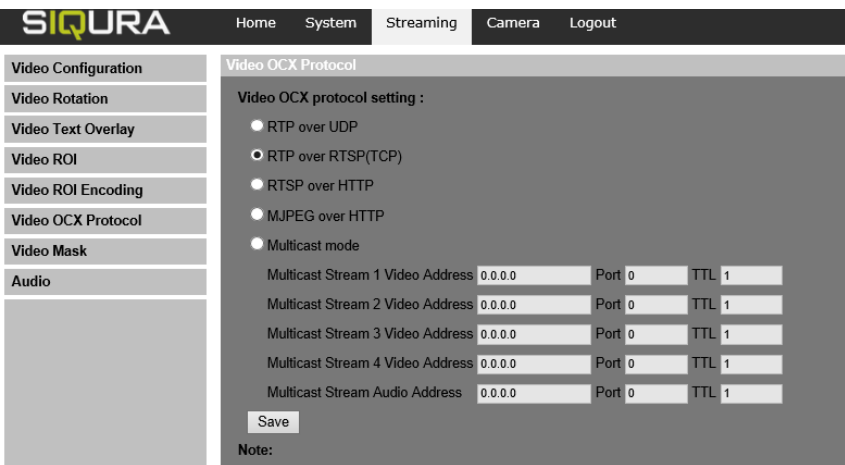 SIQURA Home System Streaming Camera Logout
Video Configuration
Video Rotation
Video Text Overlay
Video ROI
Video ROI Encoding
Video OCX Protocol
Video Mask
Audio
Video OCX Protocol
Video OCX protocol setting :
RTP over UDP
RTP over RTSP(TCP)
RTSP over HTTP
MJPEG over HTTP
Multicast mode
Multicast Stream 1 Video Address 0.0.0.0 Port 0 TTL 1
Multicast Stream 2 Video Address 0.0.0.0 Port 0 TTL 1
Multicast Stream 3 Video Address 0.0.0.0 Port 0 TTL 1
Multicast Stream 4 Video Address 0.0.0.0 Port 0 TTL 1
Multicast Stream Audio Address 0.0.0.0 Port 0 TTL 1
Save
Note: